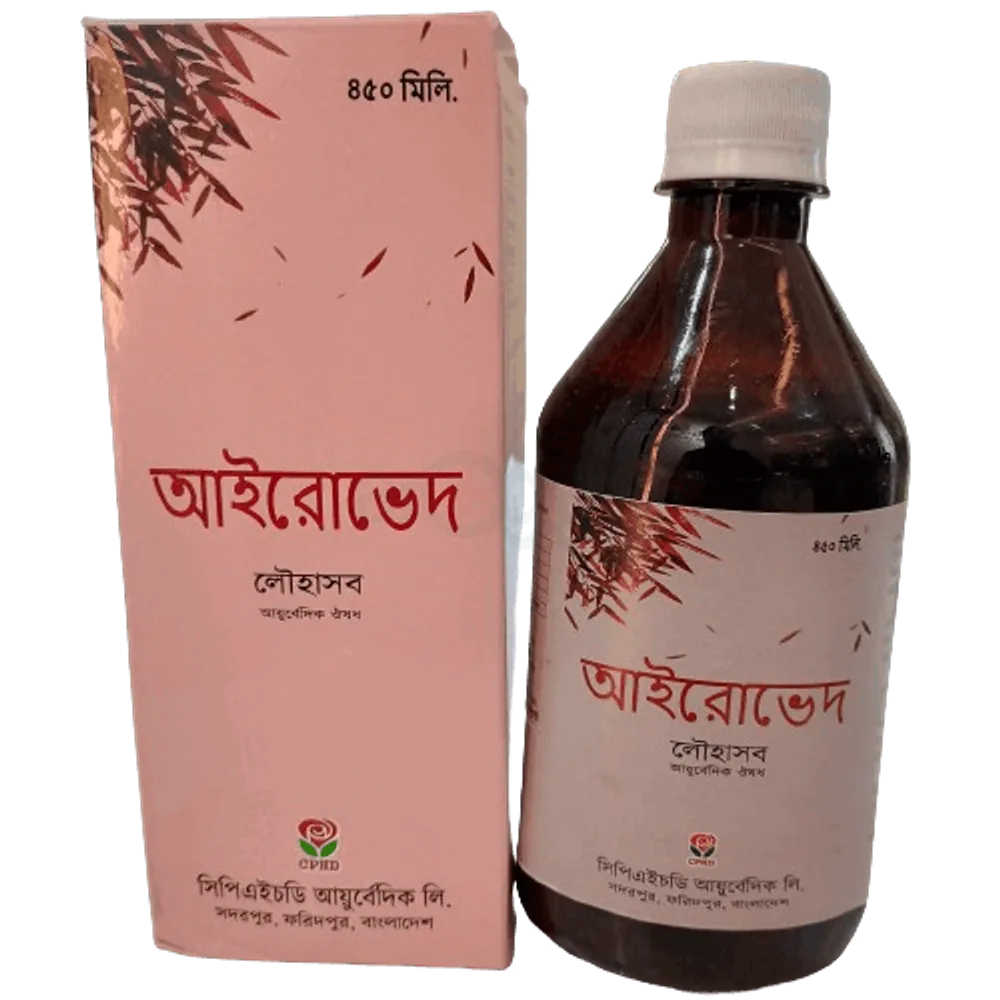 ৪৫০ মিলি.
আইরোভেদ
লৌহাসব
আয়ুর্বেদিক ঔষধ
CPHD
সিপিএইচডি আয়ুর্বেদিক লি.
সদরপুর, ফরিদপুর, বাংলাদেশ
৪৫০ মিলি.
আইরোভেদ
লৌহাসব
আয়ুর্বেদিক ঔষধ
CPHD
সিপিএইচডি আয়ুর্বেদিক লি.
সদরপুর, ফরিদপুর, বাংলাদেশ